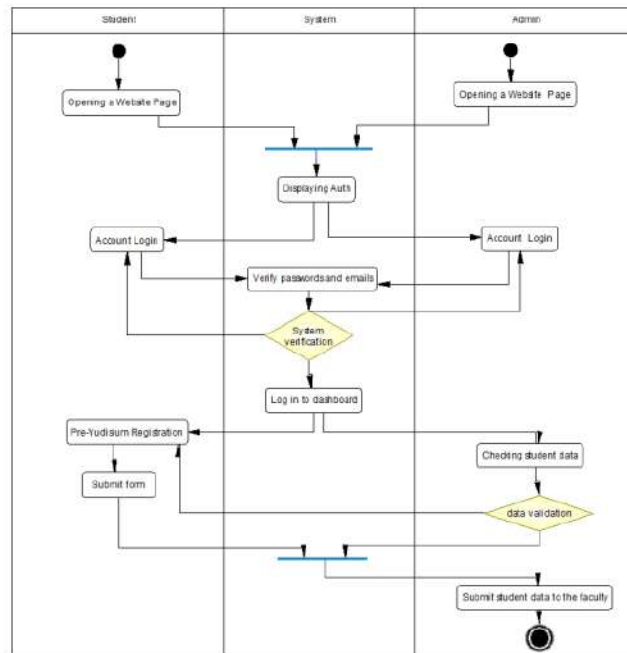 Student
System
Admin
Opening a Website Page
Opening a Website Page
Displaying Auth
Account Login
Account Login
Verify passwords and emails
System
verification
Log in to dashboard
Pre-Yudisium Registration
Checking student data
Submit form
data validation
Submit student data to the faculty